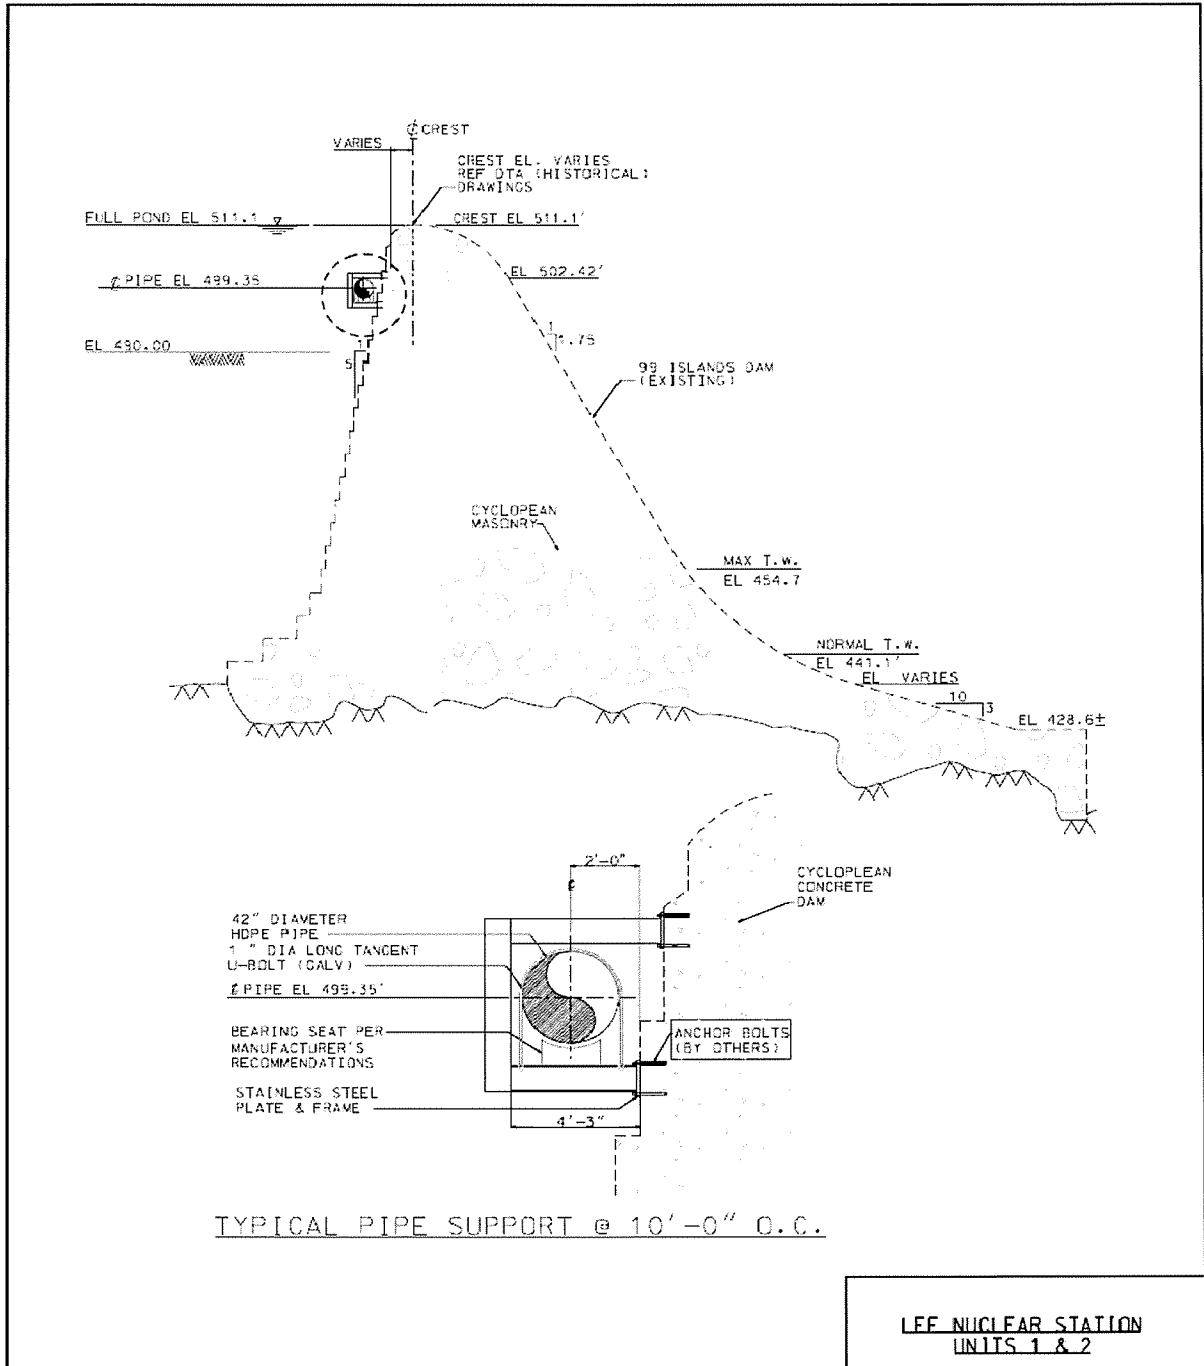 ℄ CREST
VARIES
CREST EL. VARIES
REF DTA (HISTORICAL)
DRAWINGS
FULL POND EL 511.1
CREST EL 511.1'
EL 502.42'
℄ PIPE EL 499.35
1
.75
EL 490.00
1
5
99 ISLANDS DAM
(EXISTING)
CYCLOPEAN
MASONRY
MAX T.W.
EL 454.7
NORMAL T.W.
EL 441.1'
EL VARIES
10
3
EL 428.6±
2'-0"
℄
CYCLOPLEAN
CONCRETE
DAM
42" DIAMETER
HDPE PIPE
1 " DIA LONG TANGENT
U-BOLT (GALV)
℄ PIPE EL 499.35'
BEARING SEAT PER
MANUFACTURER'S
RECOMMENDATIONS
ANCHOR BOLTS
(BY OTHERS)
STAINLESS STEEL
PLATE & FRAME
4'-3"
TYPICAL PIPE SUPPORT @ 10'-0" O.C.
LEE NUCLEAR STATION
UNITS 1 & 2